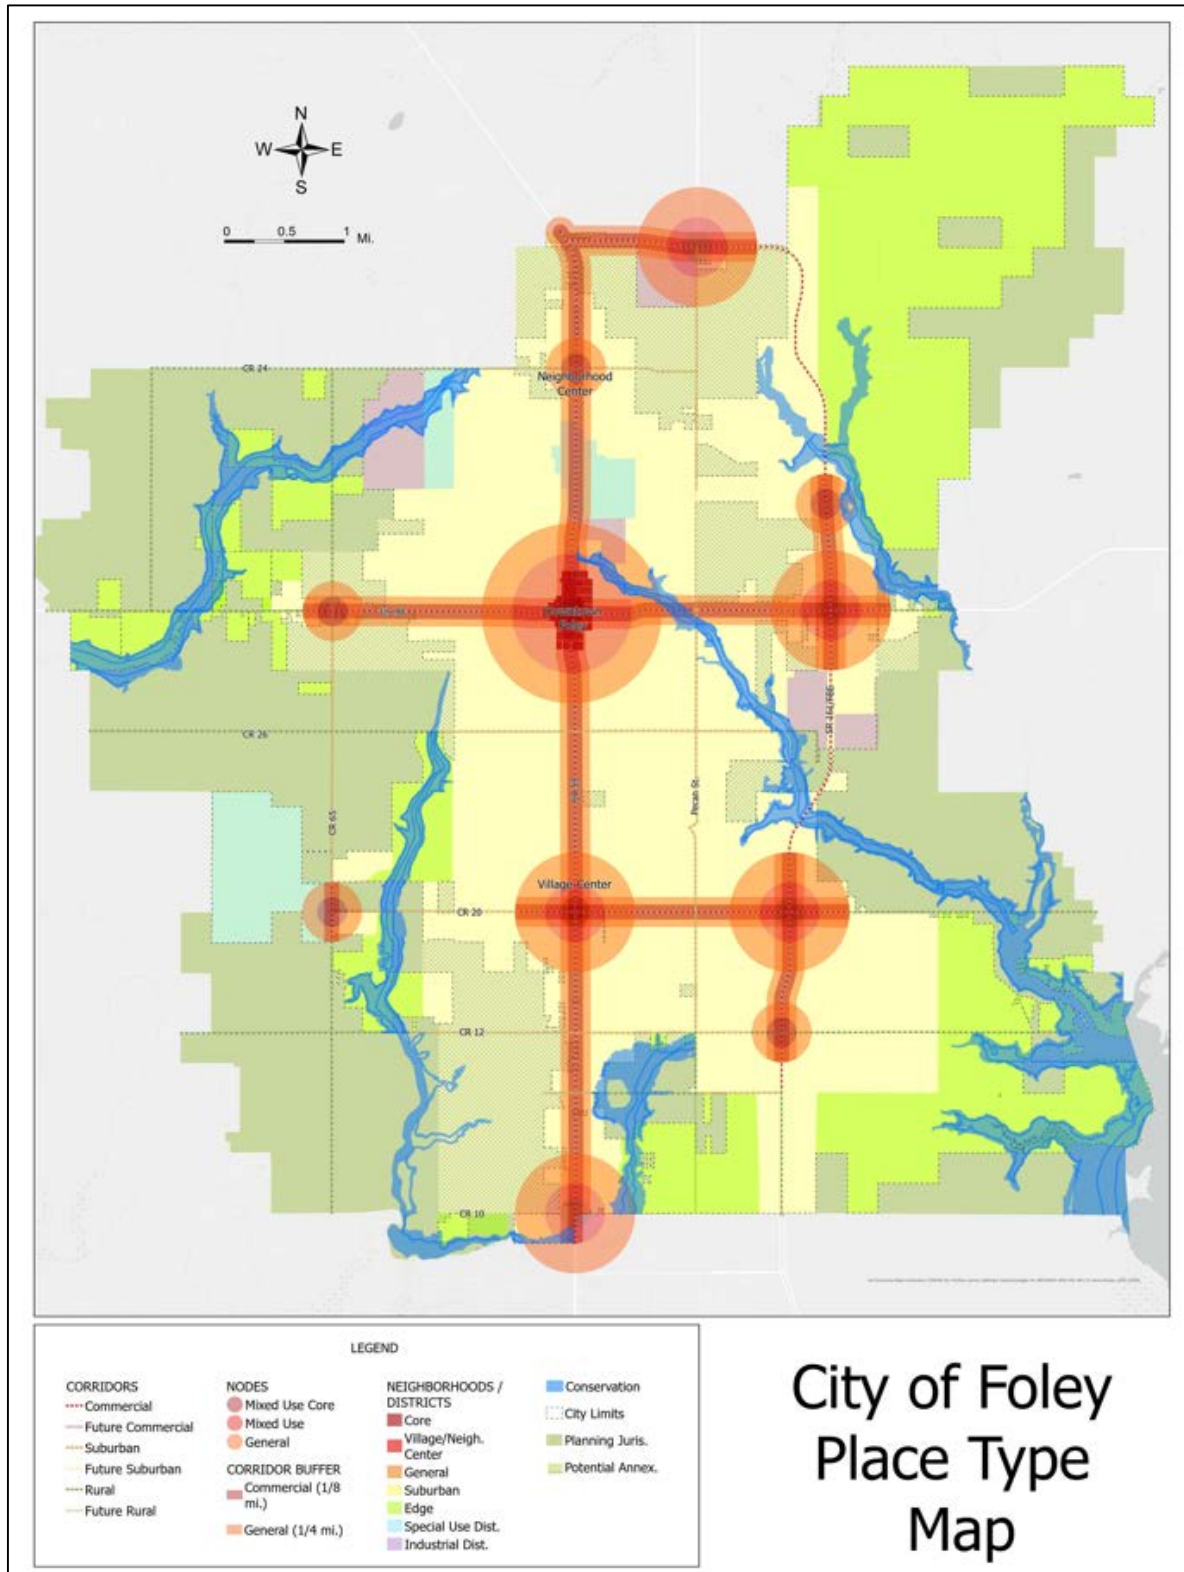 N
W E
S
0 0.5 1 Mi.
CR 24
Neighborhood
Center
Downtown
Foley
CR 26
CR 65
Pecan St.
Village Center
CR 20
CR 12
CR 10
LEGEND
CORRIDORS
Commercial
Future Commercial
Suburban
Future Suburban
Rural
Future Rural
NODES
Mixed Use Core
Mixed Use
General
CORRIDOR BUFFER
Commercial (1/8
mi.)
General (1/4 mi.)
NEIGHBORHOODS /
DISTRICTS
Core
Village/Neigh.
Center
General
Suburban
Edge
Special Use Dist.
Industrial Dist.
Conservation
City Limits
Planning Juris.
Potential Annex.
City of Foley
Place Type
Map